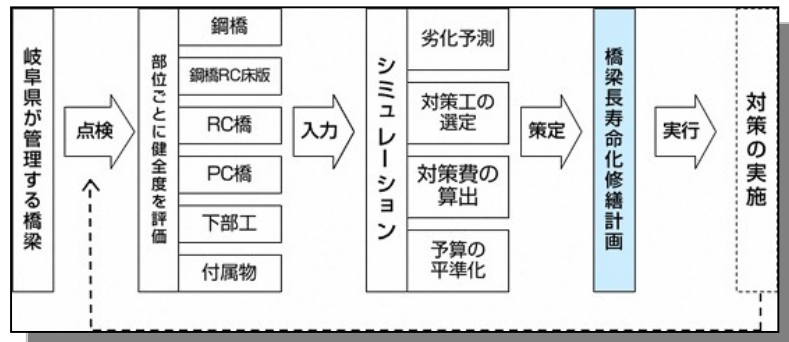 岐阜県が管理する橋梁
点検
部位ごとに健全度を評価
鋼橋
鋼橋RC床版
RC橋
PC橋
下部工
付属物
入力
シミュレーション
劣化予測
対策工の
選定
対策費の
算出
予算の
平準化
策定
橋梁長寿命化修繕計画
実行
対策の実施